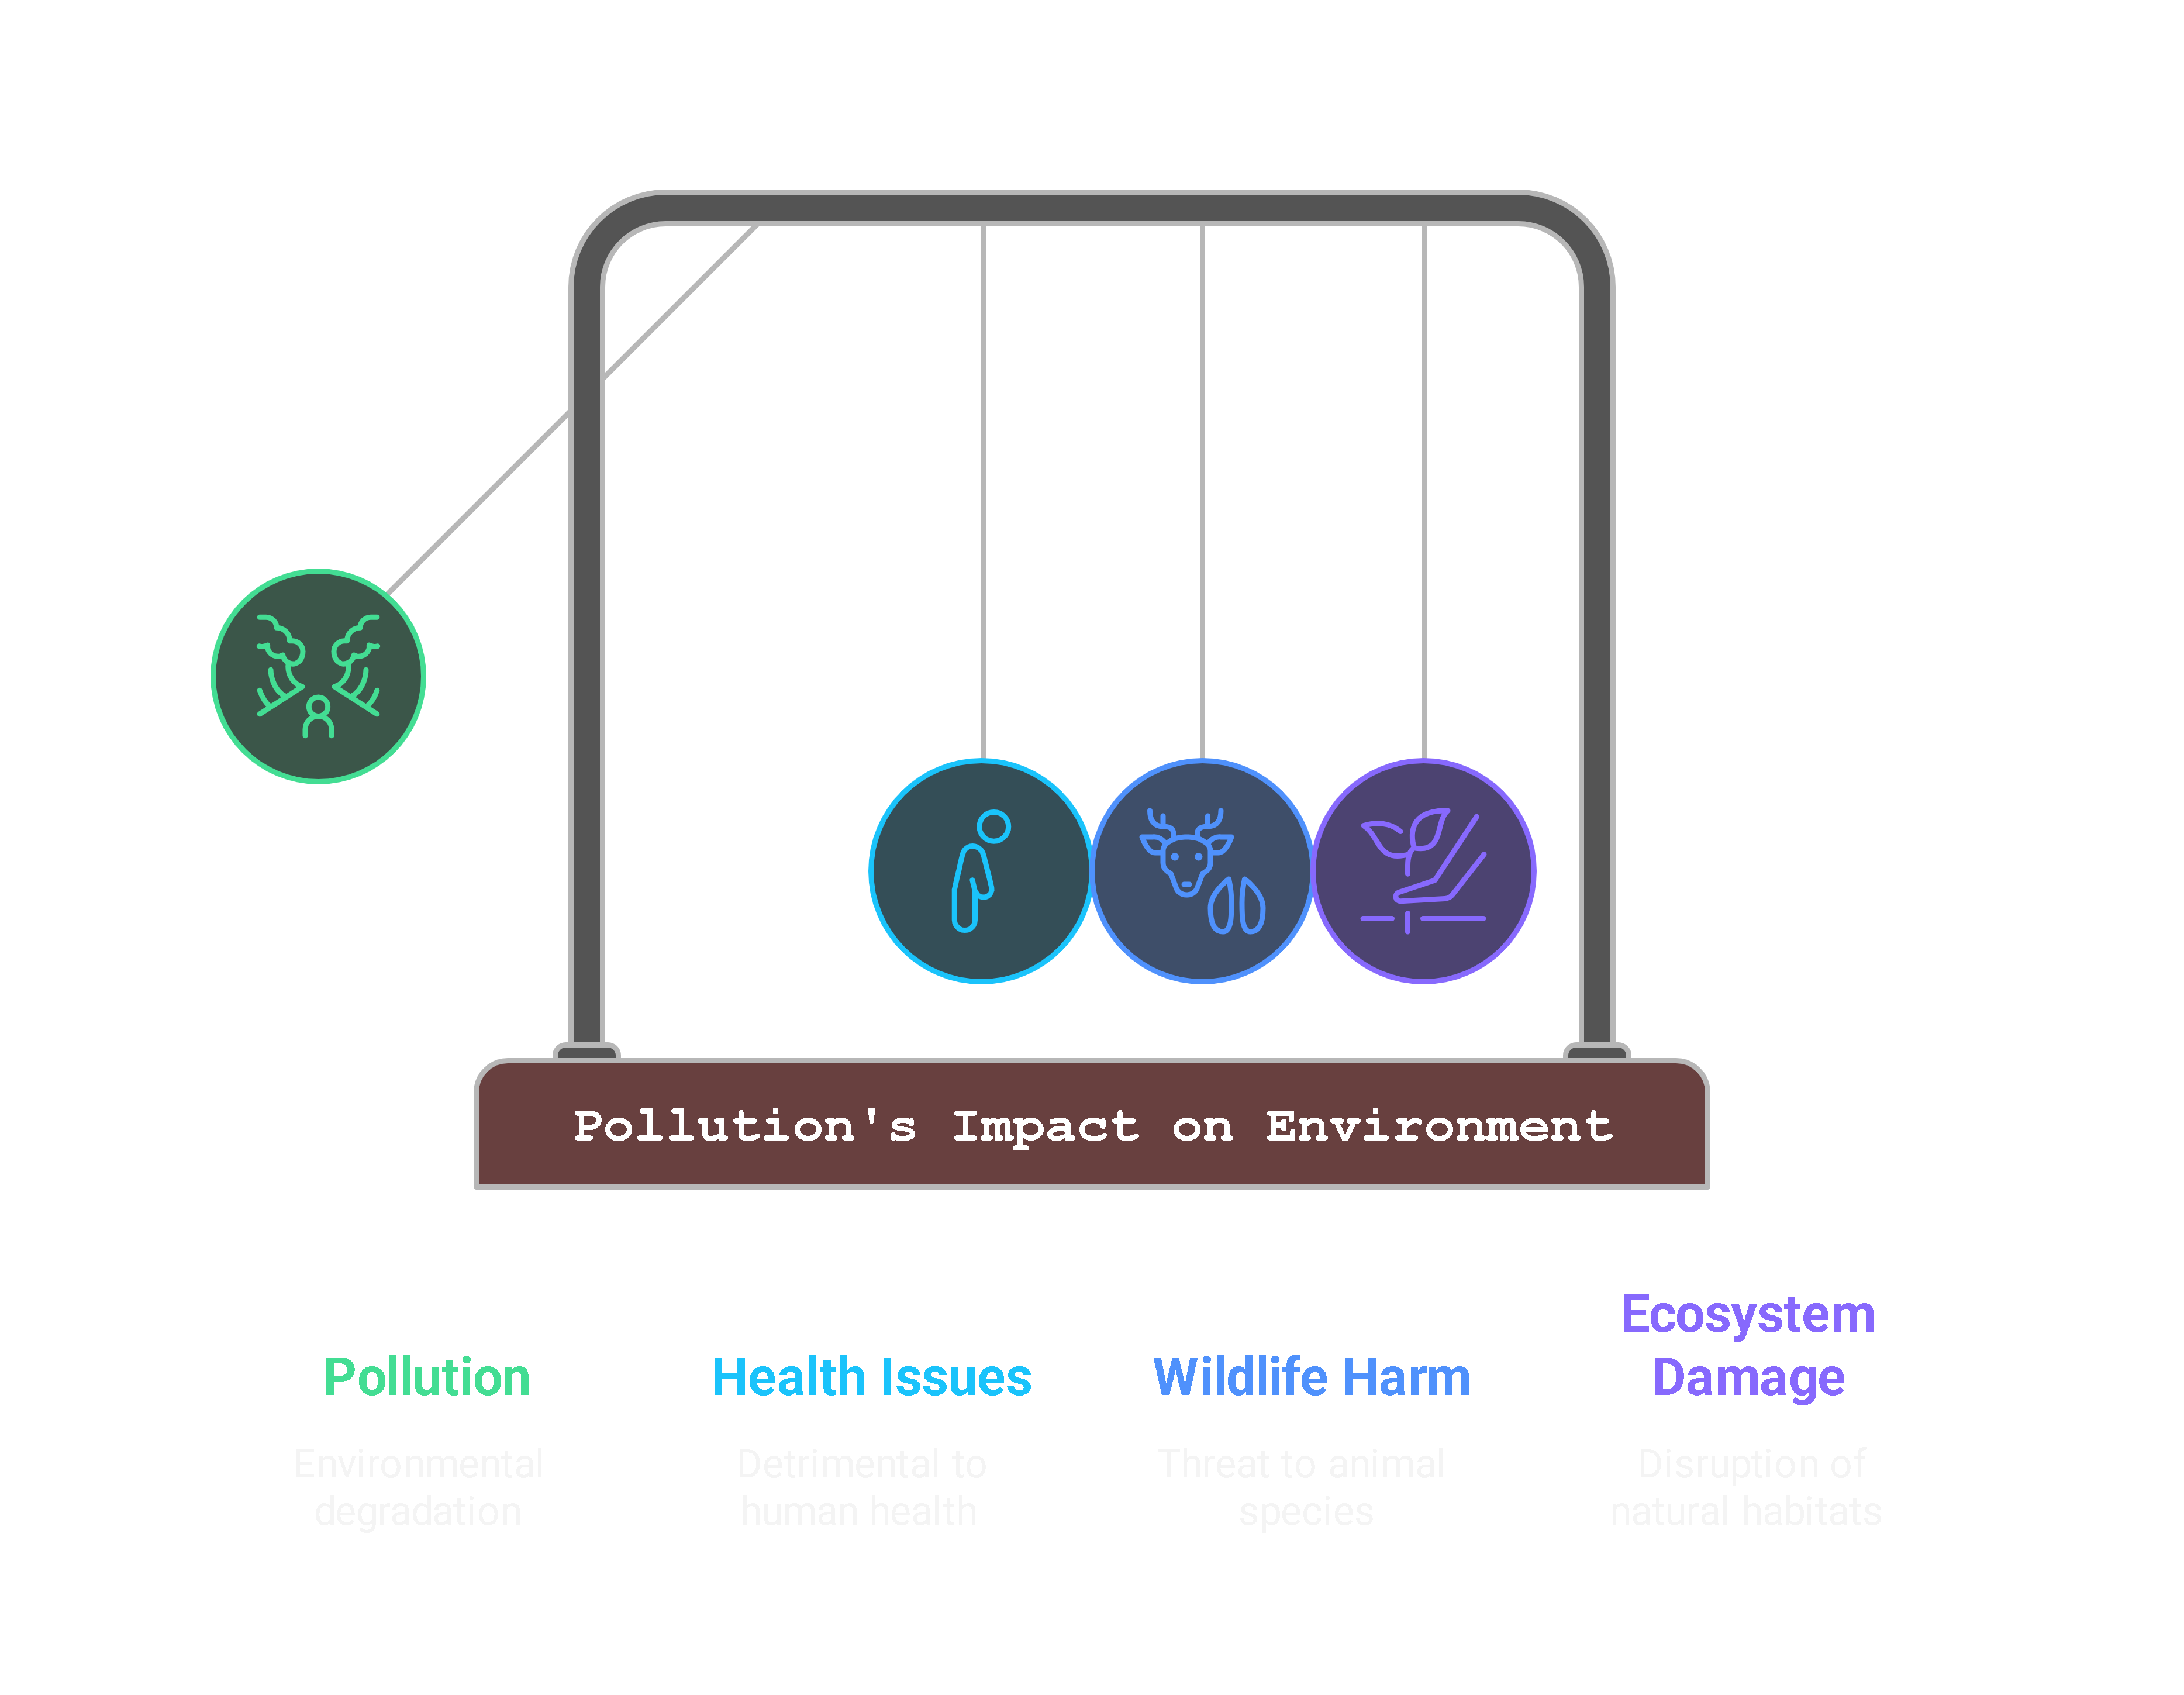 Pollution's Impact on Environment
Pollution
Environmental
degradation
Health Issues
Detrimental to
human health
Wildlife Harm
Threat to animal
species
Ecosystem
Damage
Disruption of
natural habitats